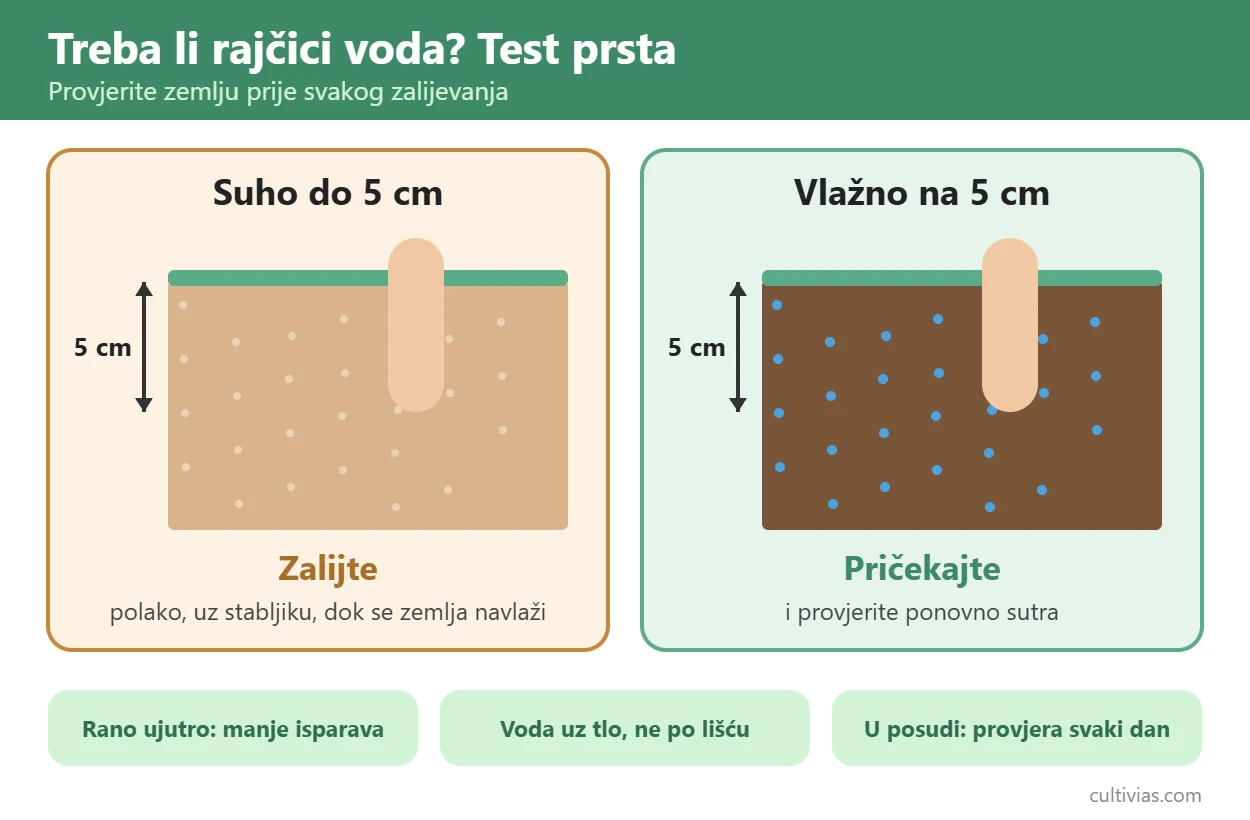 Treba li rajčici voda? Test prsta
Provjerite zemlju prije svakog zalijevanja
Suho do 5 cm
5 cm
Zalijte
polako, uz stabljiku, dok se zemlja navlaži
Vlažno na 5 cm
5 cm
Pričekajte
i provjerite ponovno sutra
Rano ujutro: manje isparava
Voda uz tlo, ne po lišću
U posudi: provjera svaki dan
cultivias.com